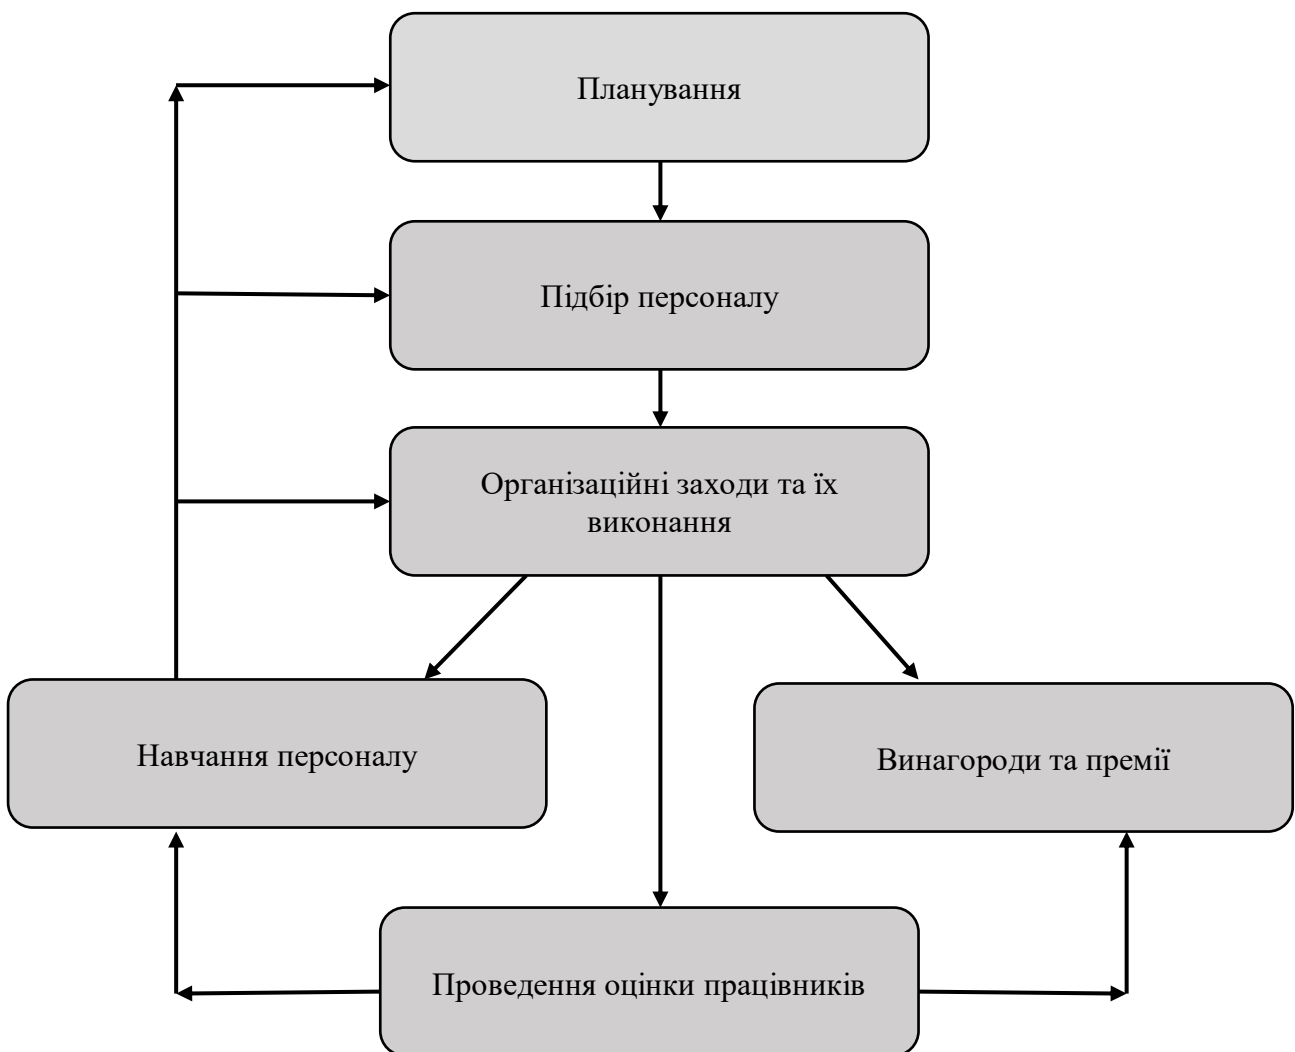 Планування
Підбір персоналу
Організаційні заходи та їх
виконання
Навчання персоналу
Винагороди та премії
Проведення оцінки працівників